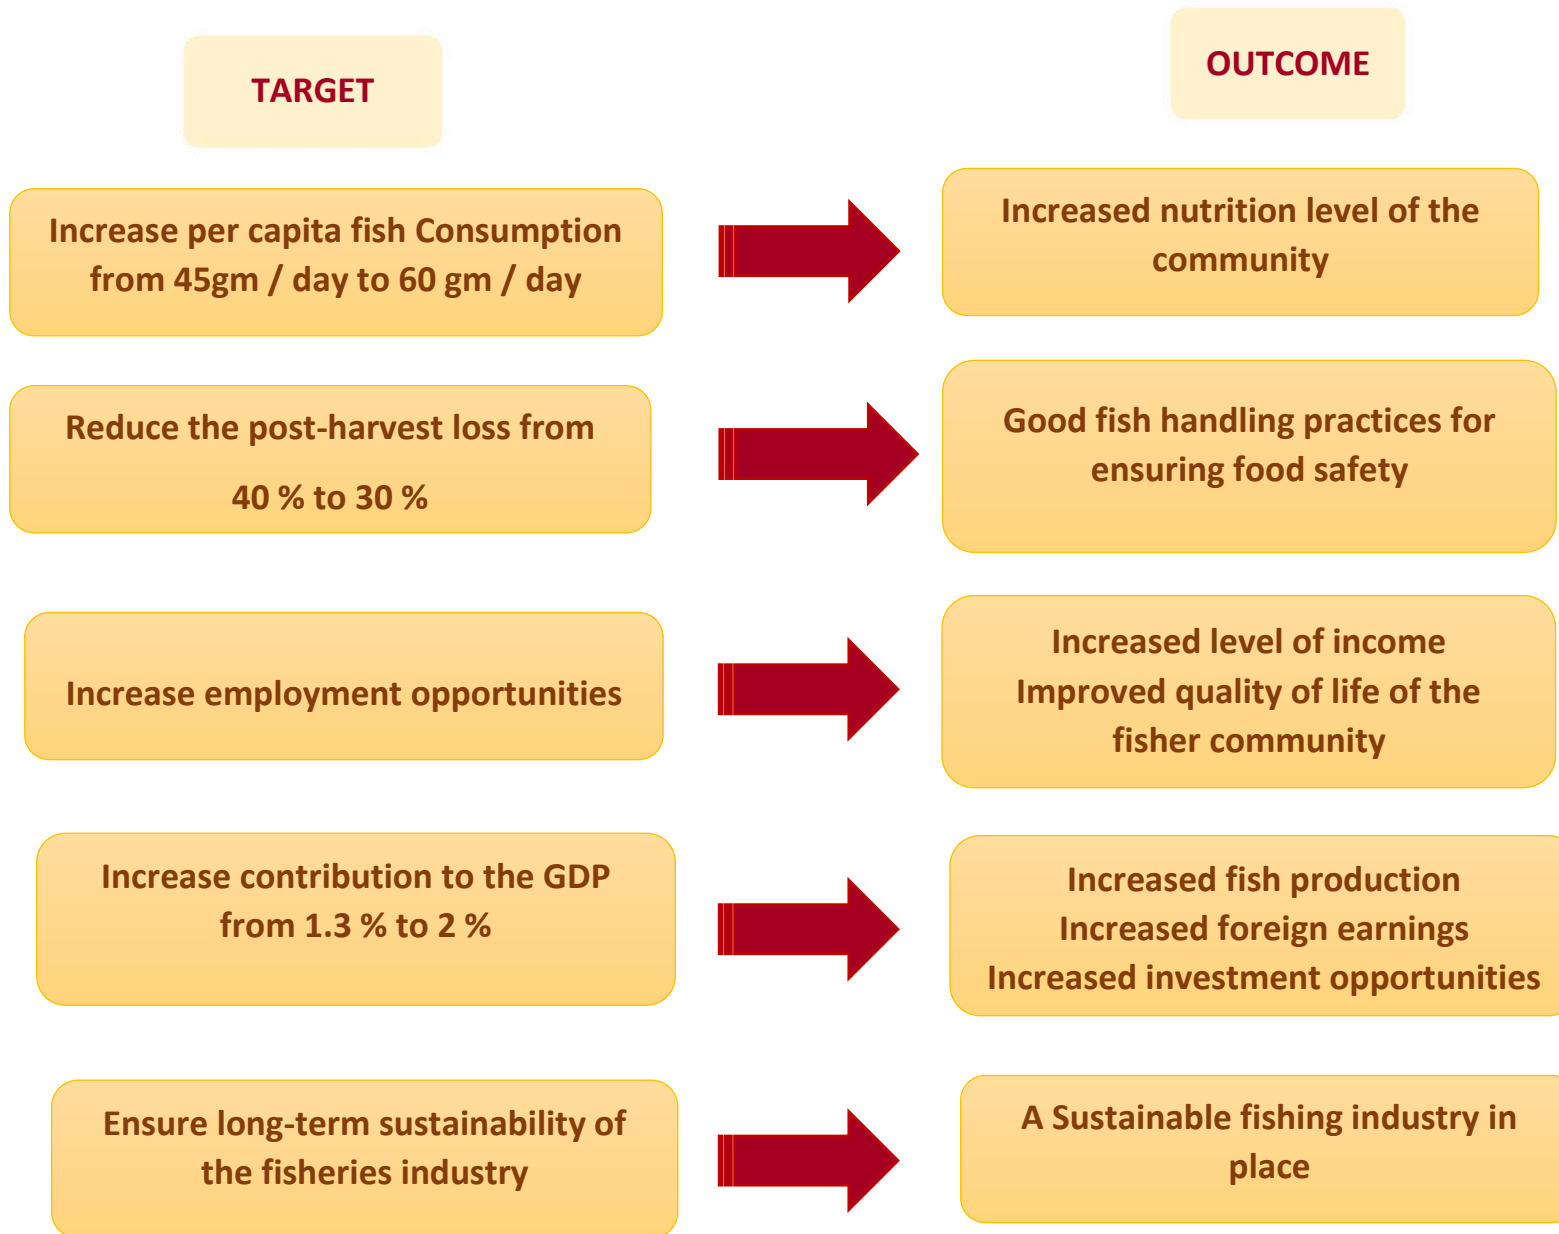 TARGET
OUTCOME
Increase per capita fish Consumption
from 45gm / day to 60 gm / day
Increased nutrition level of the
community
Reduce the post-harvest loss from
40 % to 30 %
Good fish handling practices for
ensuring food safety
Increase employment opportunities
Increased level of income
Improved quality of life of the
fisher community
Increase contribution to the GDP
from 1.3 % to 2 %
Increased fish production
Increased foreign earnings
Increased investment opportunities
Ensure long-term sustainability of
the fisheries industry
A Sustainable fishing industry in
place